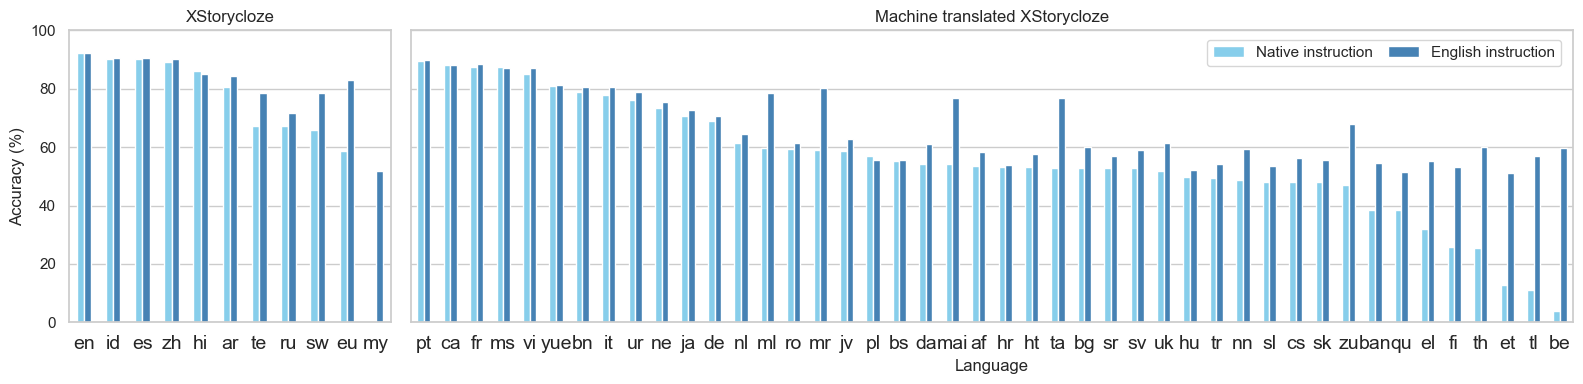 XStorycloze
Machine translated XStorycloze
Accuracy (%)
100
80
60
40
20
0
Native instruction
English instruction
en id es zh hi ar te ru sw eu my
pt ca fr ms vi yue bn it ur ne ja de nl ml ro mr jv pl bs da mai af hr ht ta bg sr sv uk hu tr nn sl cs sk zu ban qu el fi th et tl be
Language